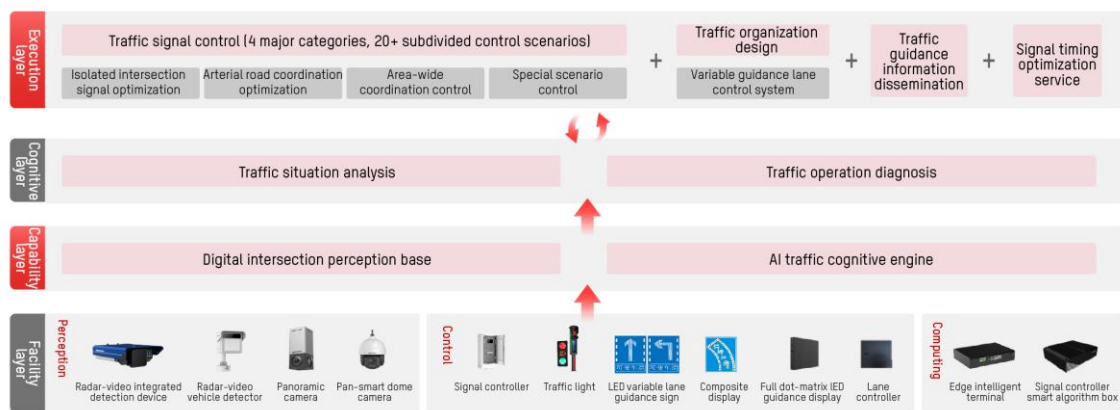 Execution
layer
Traffic signal control (4 major categories, 20+ subdivided control scenarios)
Isolated intersection
signal optimization
Arterial road coordination
optimization
Area-wide
coordination control
Special scenario
control
+
Traffic organization
design
Variable guidance lane
control system
+
Traffic
guidance
information
dissemination
+
Signal timing
optimization
service
Cognitive
layer
Traffic situation analysis
Traffic operation diagnosis
Capability
layer
Digital intersection perception base
AI traffic cognitive engine
Facility
layer
Perception
Radar-video integrated
detection device
Radar-video
vehicle detector
Panoramic
camera
Pan-smart dome
camera
Control
Signal controller
Traffic light
LED variable lane
guidance sign
Composite
display
Full dot-matrix lED
guidance display
Lane
controller
Computing
Edge intelligent
terminal
Signal controller
smart algorithm box